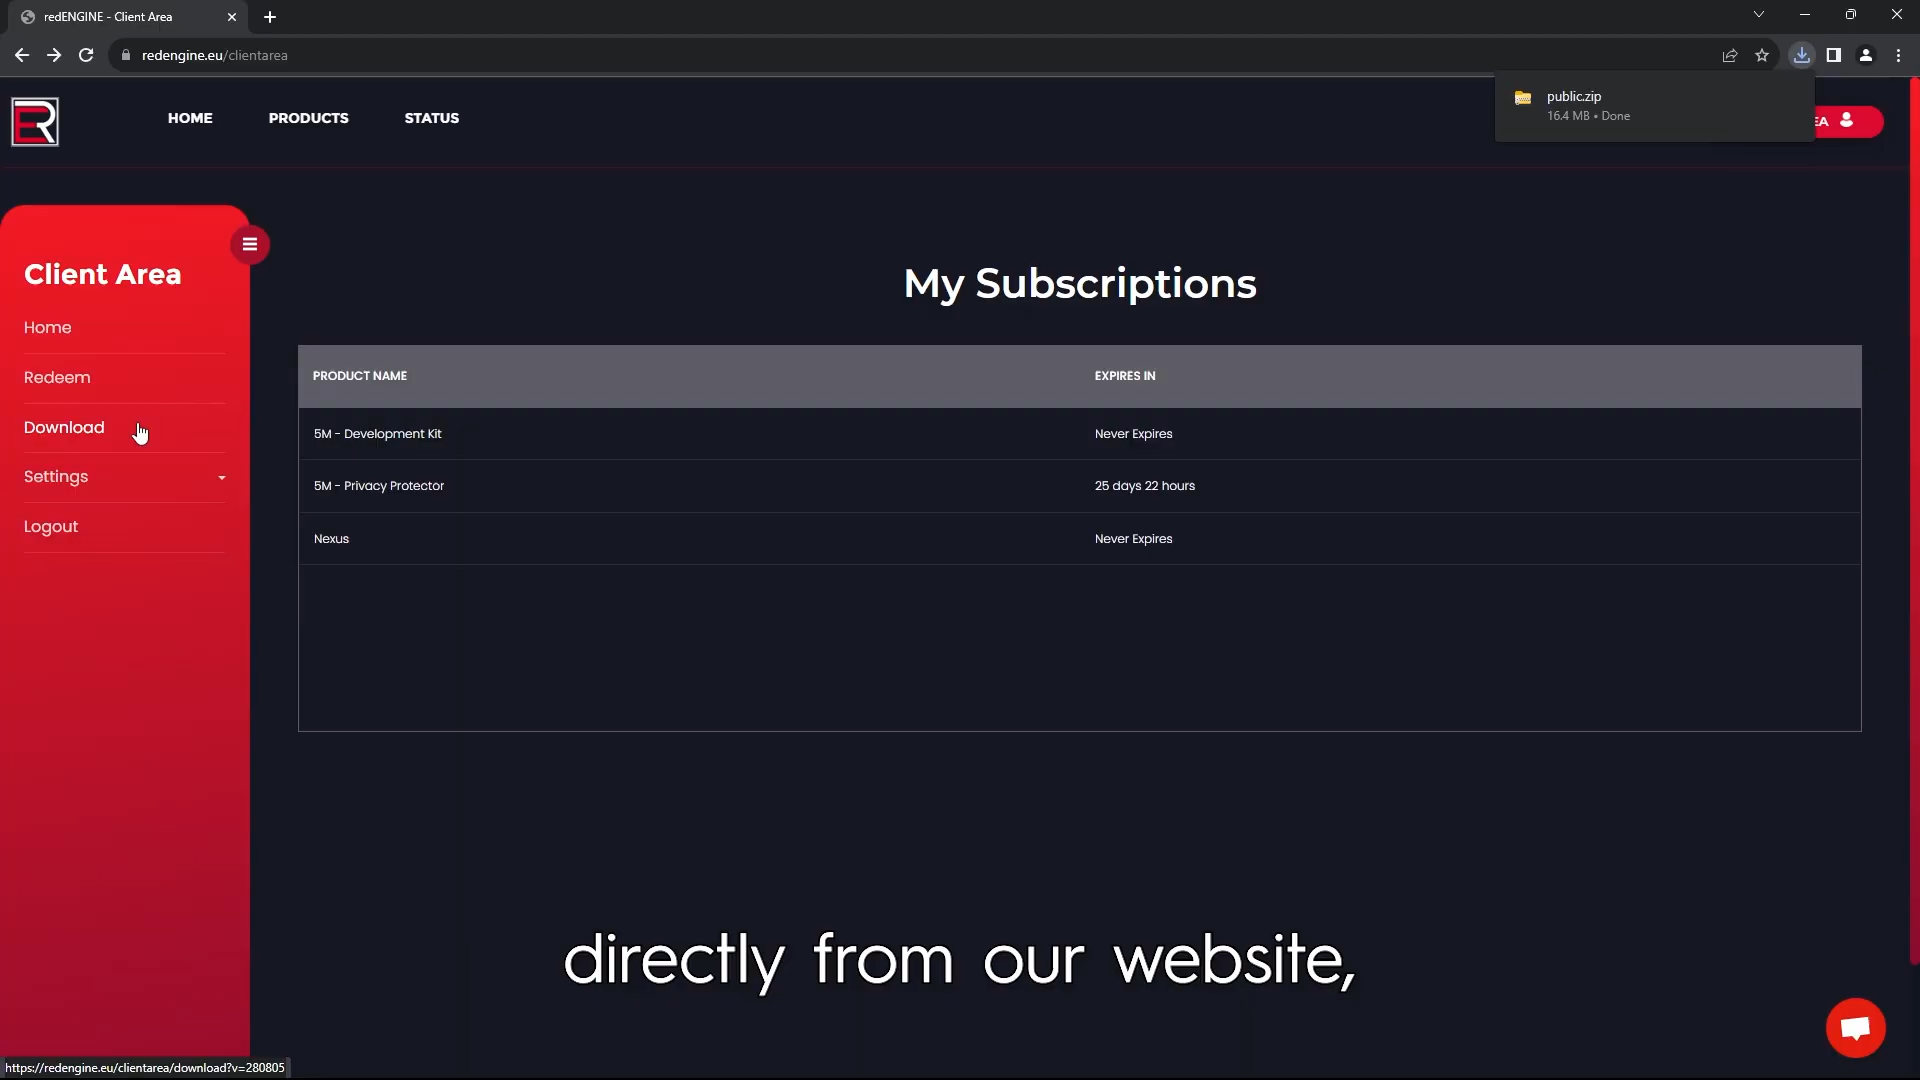 redENGINE - Client Area
redengine.eu/clientarea
public.zip
16.4 MB • Done
ER
HOME
PRODUCTS
STATUS
EA
Client Area
Home
Redeem
Download
Settings
Logout
My Subscriptions
PRODUCT NAME
EXPIRES IN
5M - Development Kit
Never Expires
5M - Privacy Protector
25 days 22 hours
Nexus
Never Expires
directly from our website,
https://redengine.eu/clientarea/download?v=280805